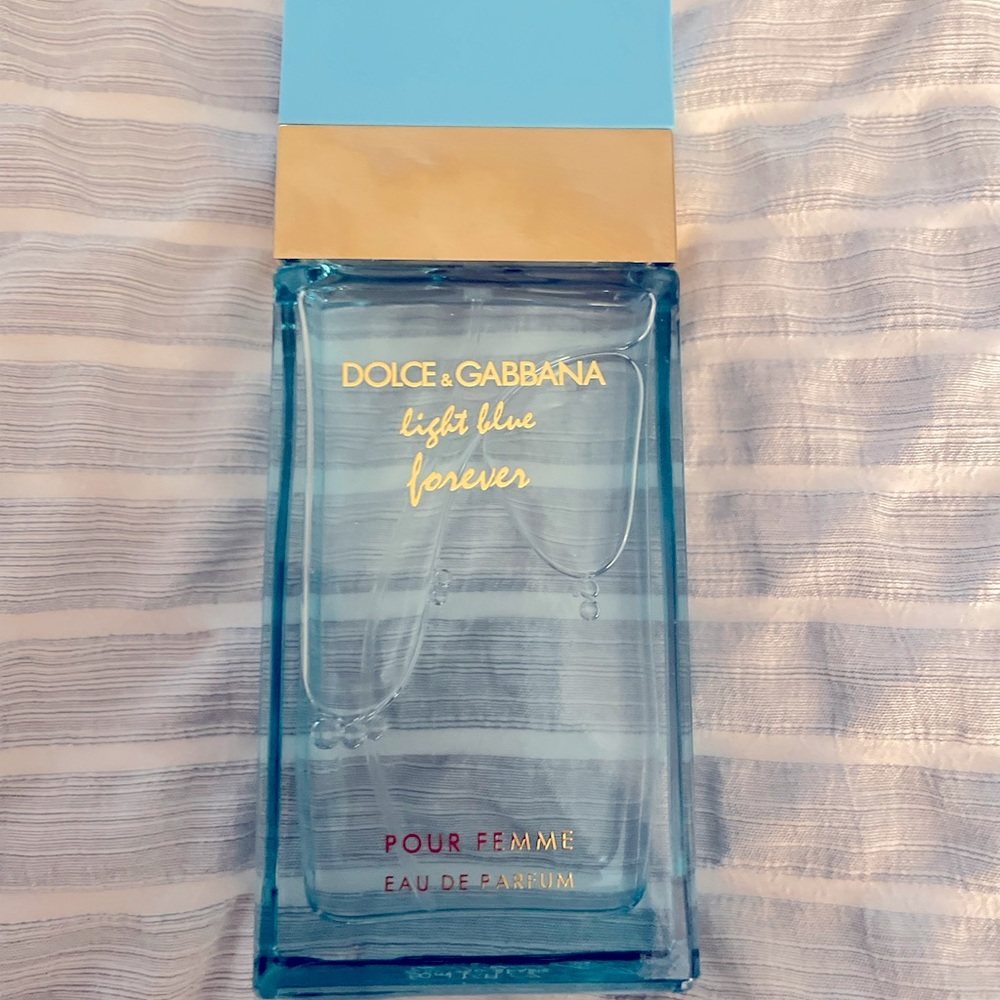 DOLCE & GABBANA
light blue
forever
POUR FEMME
EAU DE PARFUM